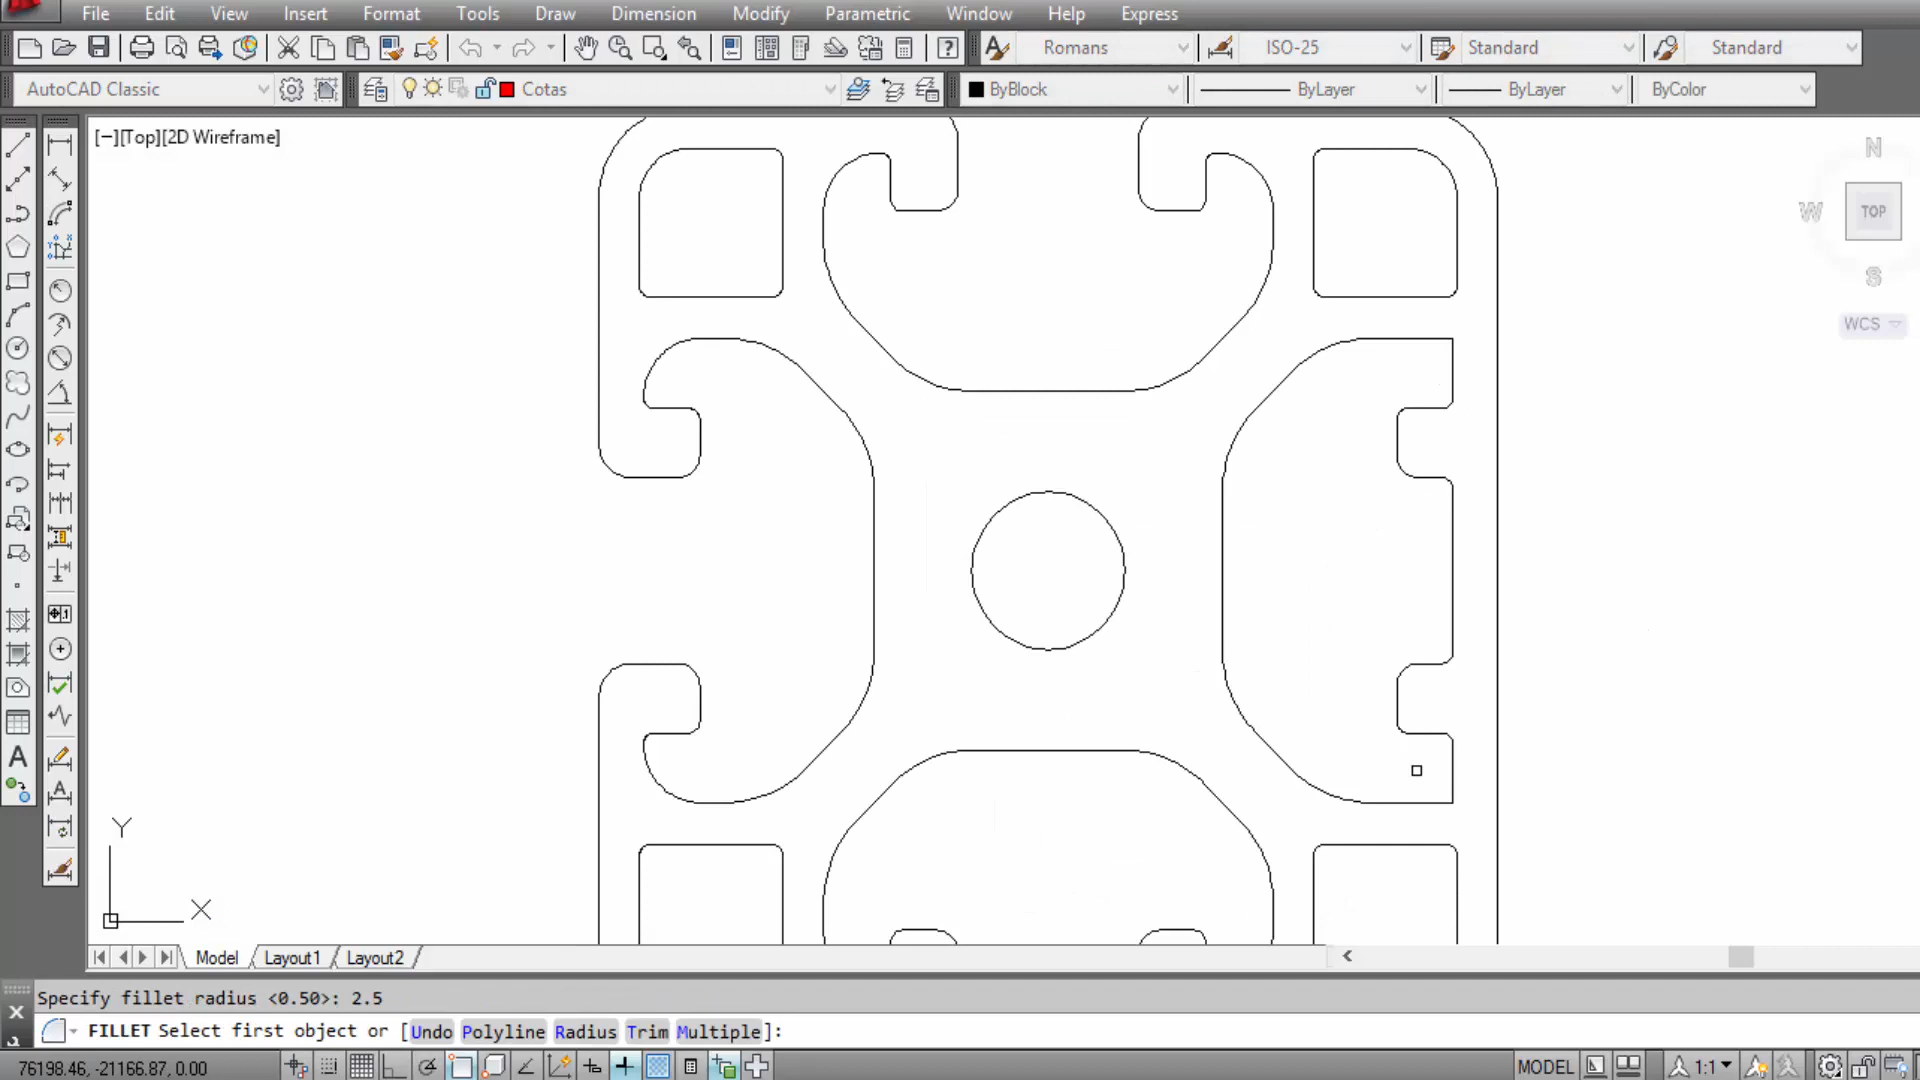 File Edit View Insert Format Tools Draw Dimension Modify Parametric Window Help Express
Romans ISO-25 Standard Standard
AutoCAD Classic Cotas ByBlock ByLayer ByLayer ByColor
[−][Top][2D Wireframe]
N
W TOP
S
WCS
Y
X
Model Layout1 Layout2
Specify fillet radius <0.50>: 2.5
FILLET Select first object or [Undo Polyline Radius Trim Multiple]:
76198.46, -21166.87, 0.00 MODEL 1:1